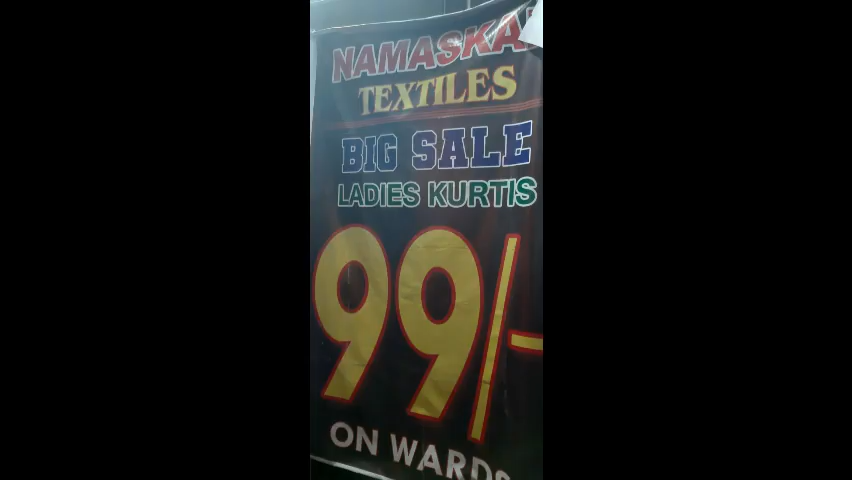 NAMASKA
TEXTILES
BIG SALE
LADIES KURTIS
99/-
ON WARDS